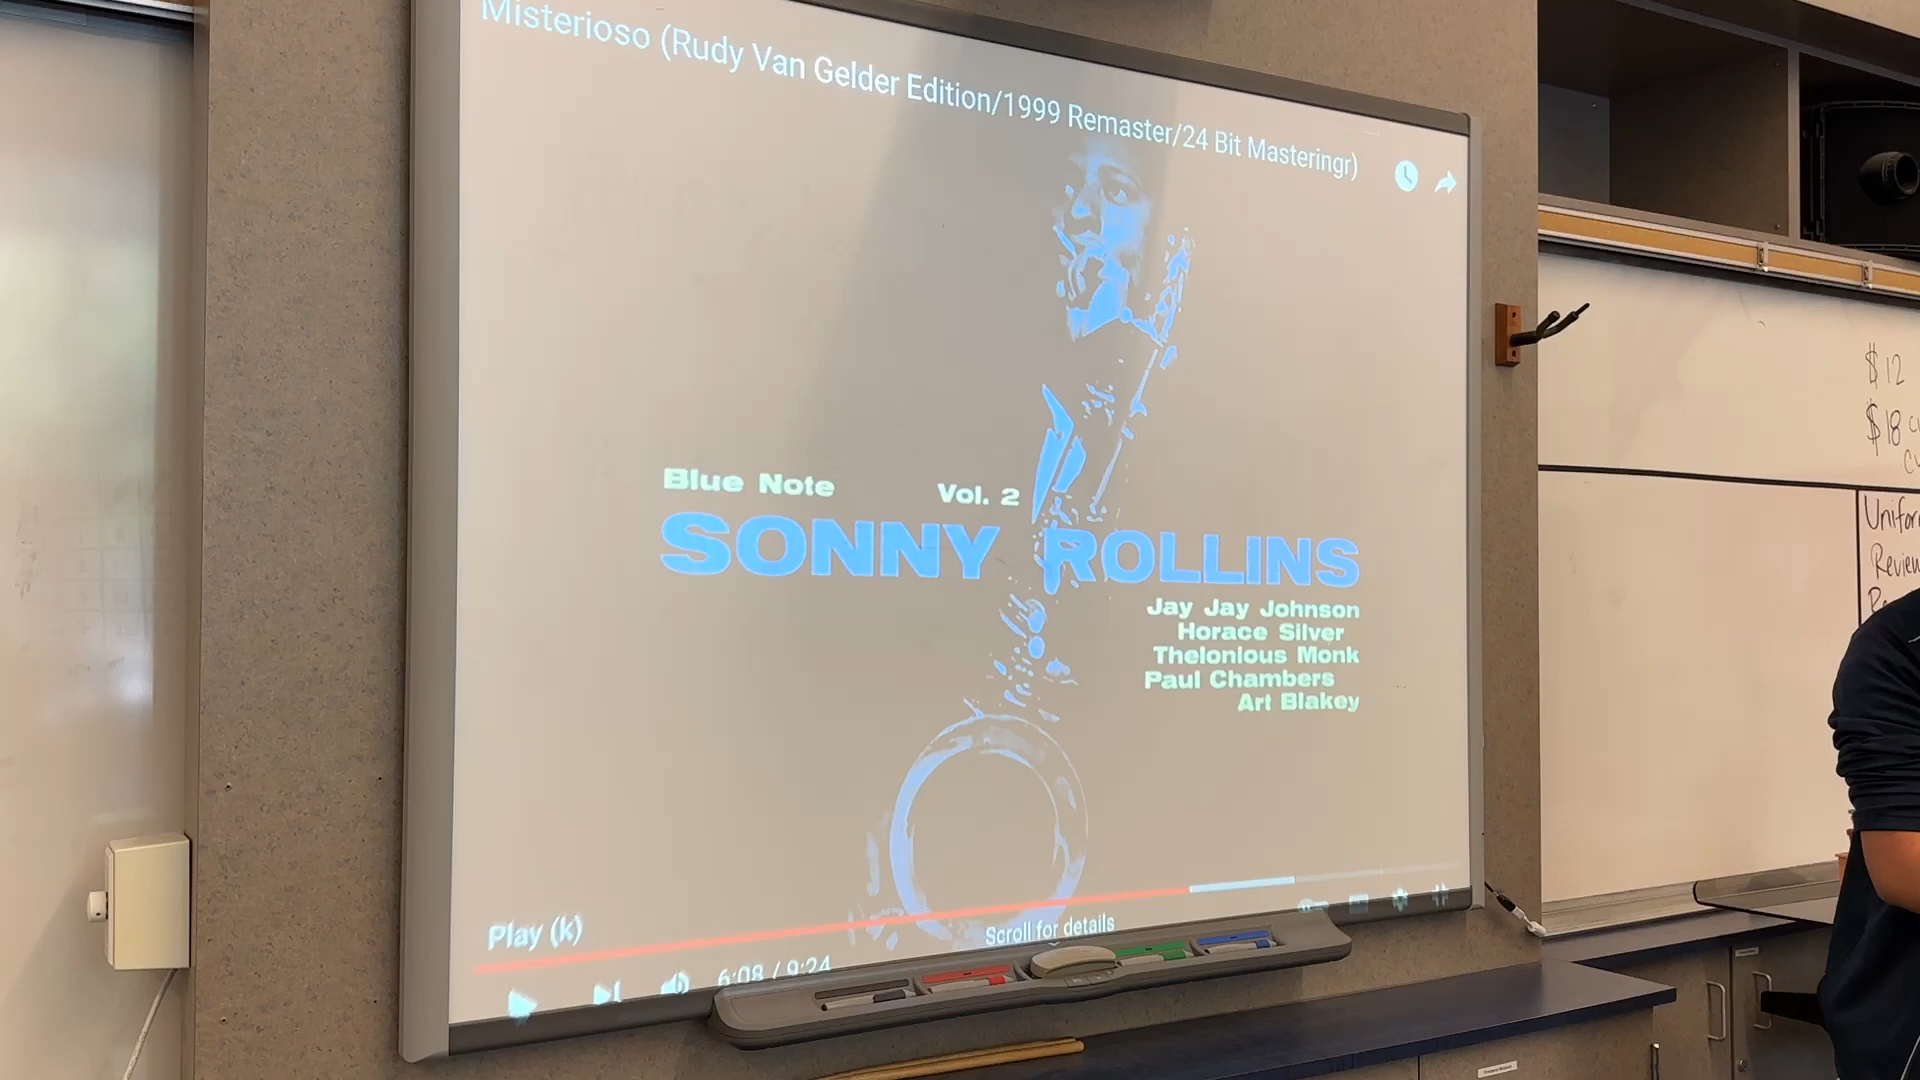 Misterioso (Rudy Van Gelder Edition/1999 Remaster/24 Bit Masteringr)
Blue Note Vol. 2
SONNY ROLLINS
Jay Jay Johnson
Horace Silver
Thelonious Monk
Paul Chambers
Art Blakey
Play (k)
Scroll for details
6:08 / 9:24
$12
$18
Review